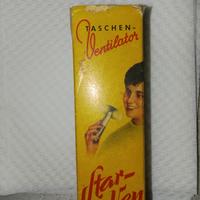 TASCHEN-
Ventilator
Star-